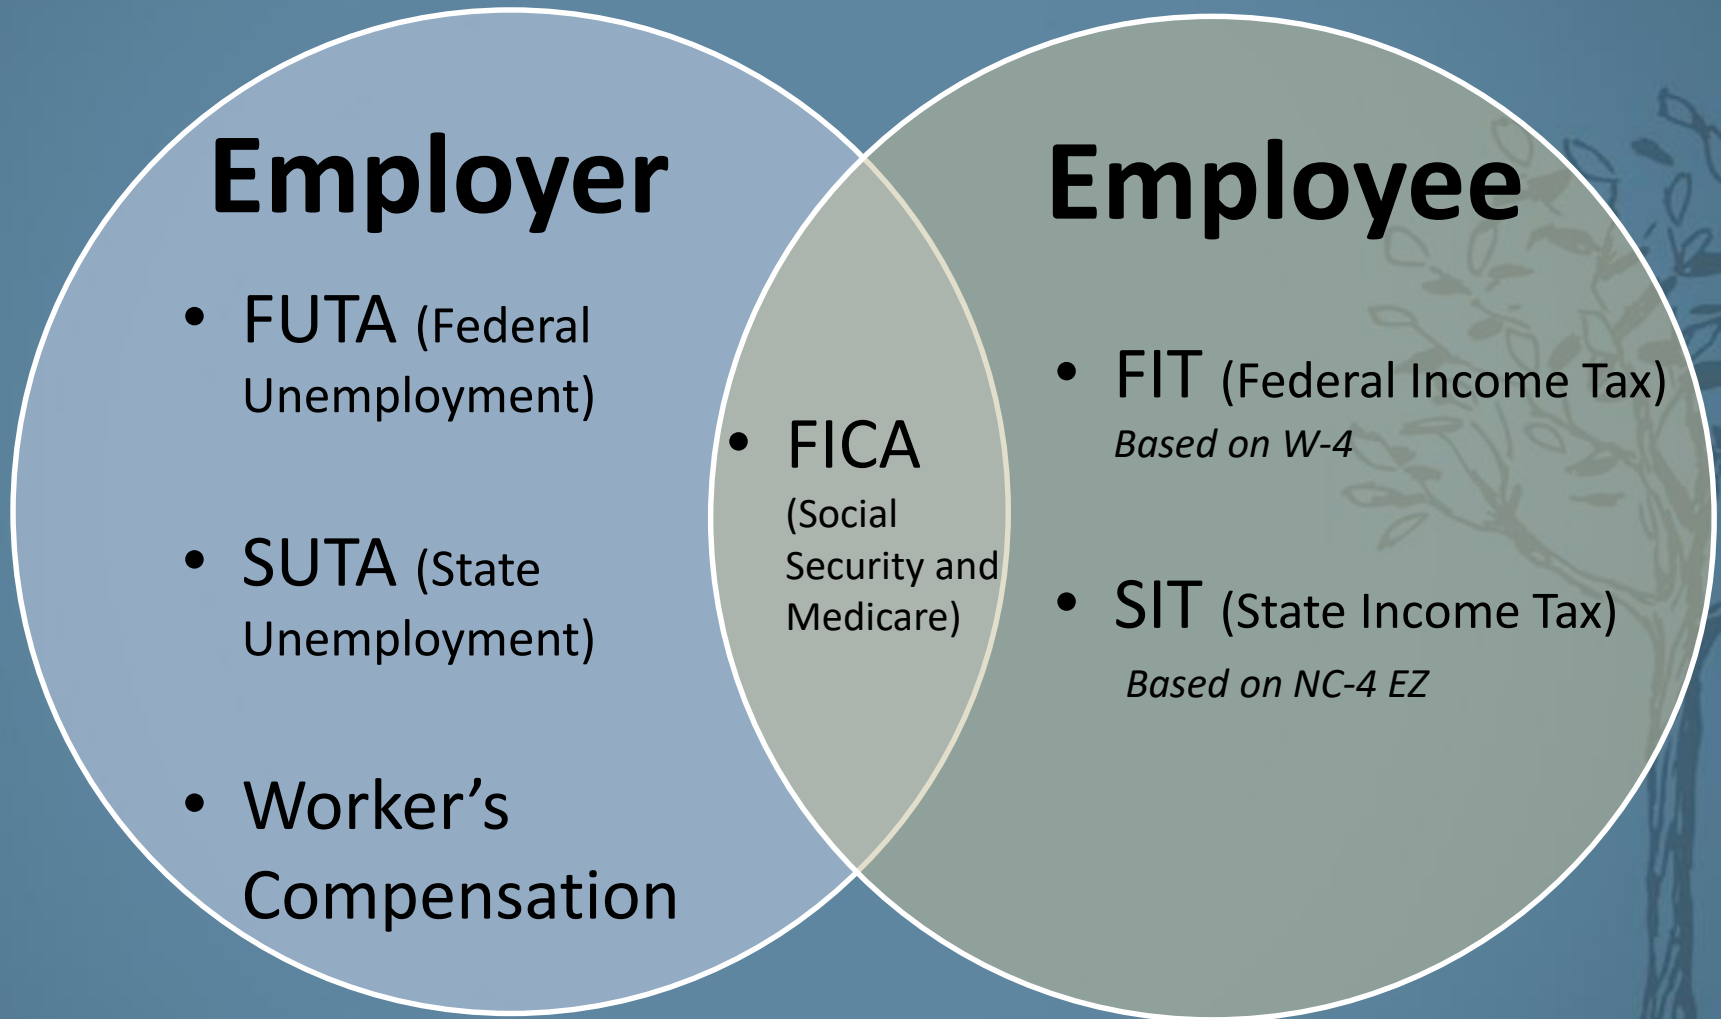 Employer
• FUTA (Federal
Unemployment)
• SUTA (State
Unemployment)
• Worker’s
Compensation
• FICA
(Social
Security and
Medicare)
Employee
• FIT (Federal Income Tax)
Based on W-4
• SIT (State Income Tax)
Based on NC-4 EZ